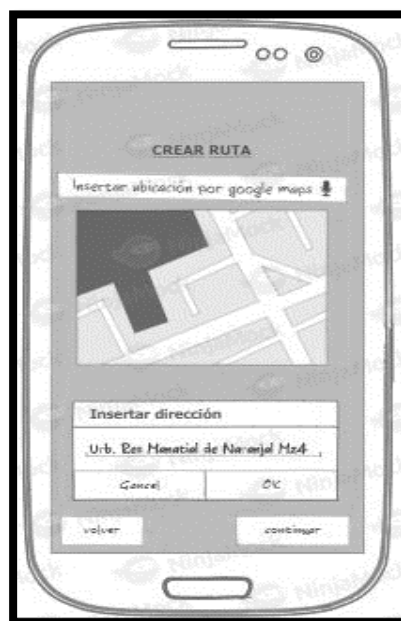 CREAR RUTA
Insertar ubicación por google maps
Insertar dirección
Urb. Res Manatial de Naranjal Mz4
Cancel OK
volver continuar